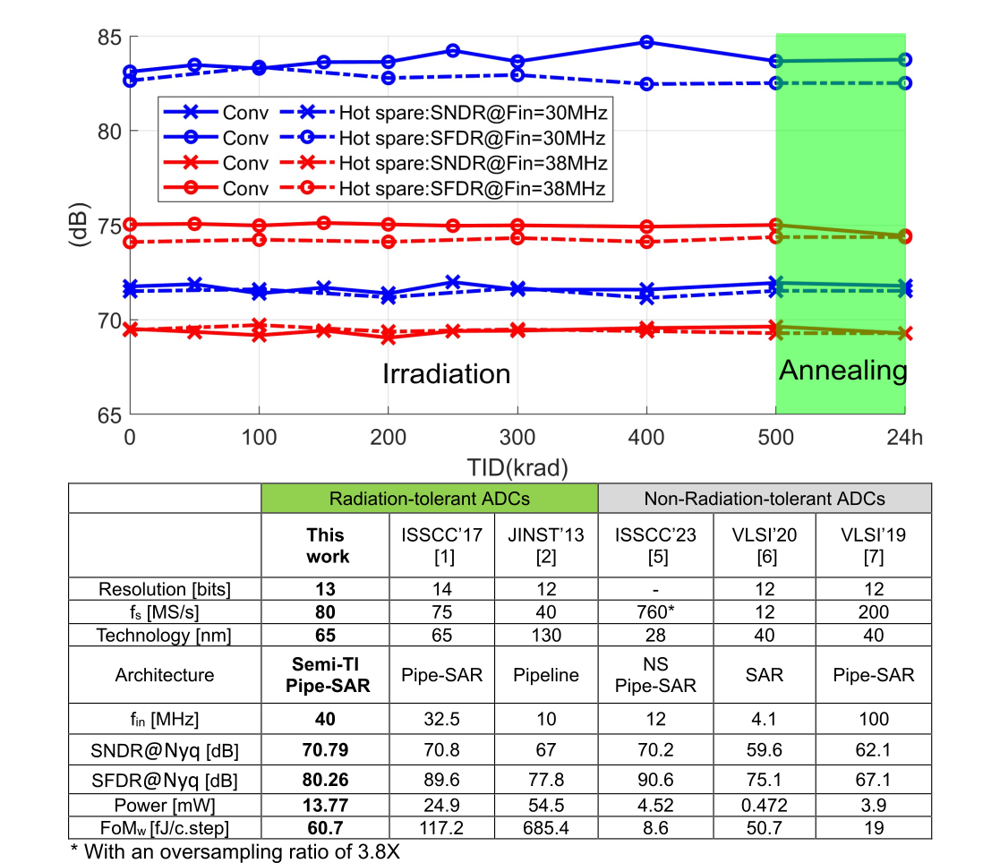 85
80
75
70
65
(dB)
Conv Hot spare:SNDR@Fin=30MHz
Conv Hot spare:SFDR@Fin=30MHz
Conv Hot spare:SNDR@Fin=38MHz
Conv Hot spare:SFDR@Fin=38MHz
Irradiation Annealing
0 100 200 300 400 500 24h
TID(krad)
Radiation-tolerant ADCs Non-Radiation-tolerant ADCs
This work ISSCC'17 [1] JINST'13 [2] ISSCC'23 [5] VLSI'20 [6] VLSI'19 [7]
Resolution [bits] 13 14 12 - 12 12
fs [MS/s] 80 75 40 760* 12 200
Technology [nm] 65 65 130 28 40 40
Architecture Semi-TI Pipe-SAR Pipe-SAR Pipeline NS Pipe-SAR SAR Pipe-SAR
fin [MHz] 40 32.5 10 12 4.1 100
SNDR@Nyq [dB] 70.79 70.8 67 70.2 59.6 62.1
SFDR@Nyq [dB] 80.26 89.6 77.8 90.6 75.1 67.1
Power [mW] 13.77 24.9 54.5 4.52 0.472 3.9
FoMw [fJ/c.step] 60.7 117.2 685.4 8.6 50.7 19
* With an oversampling ratio of 3.8X